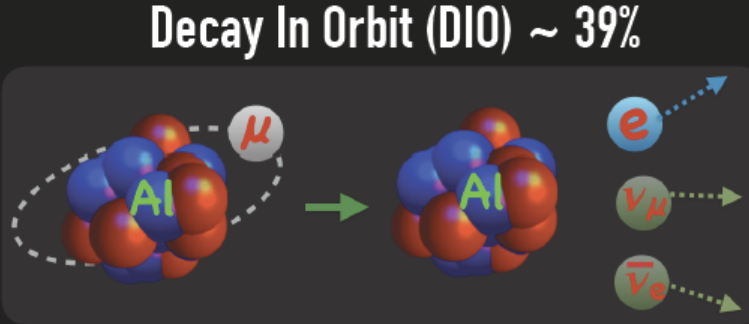 Decay In Orbit (DIO) ~ 39%
μ
Al
Al
e
νμ
ν̅e